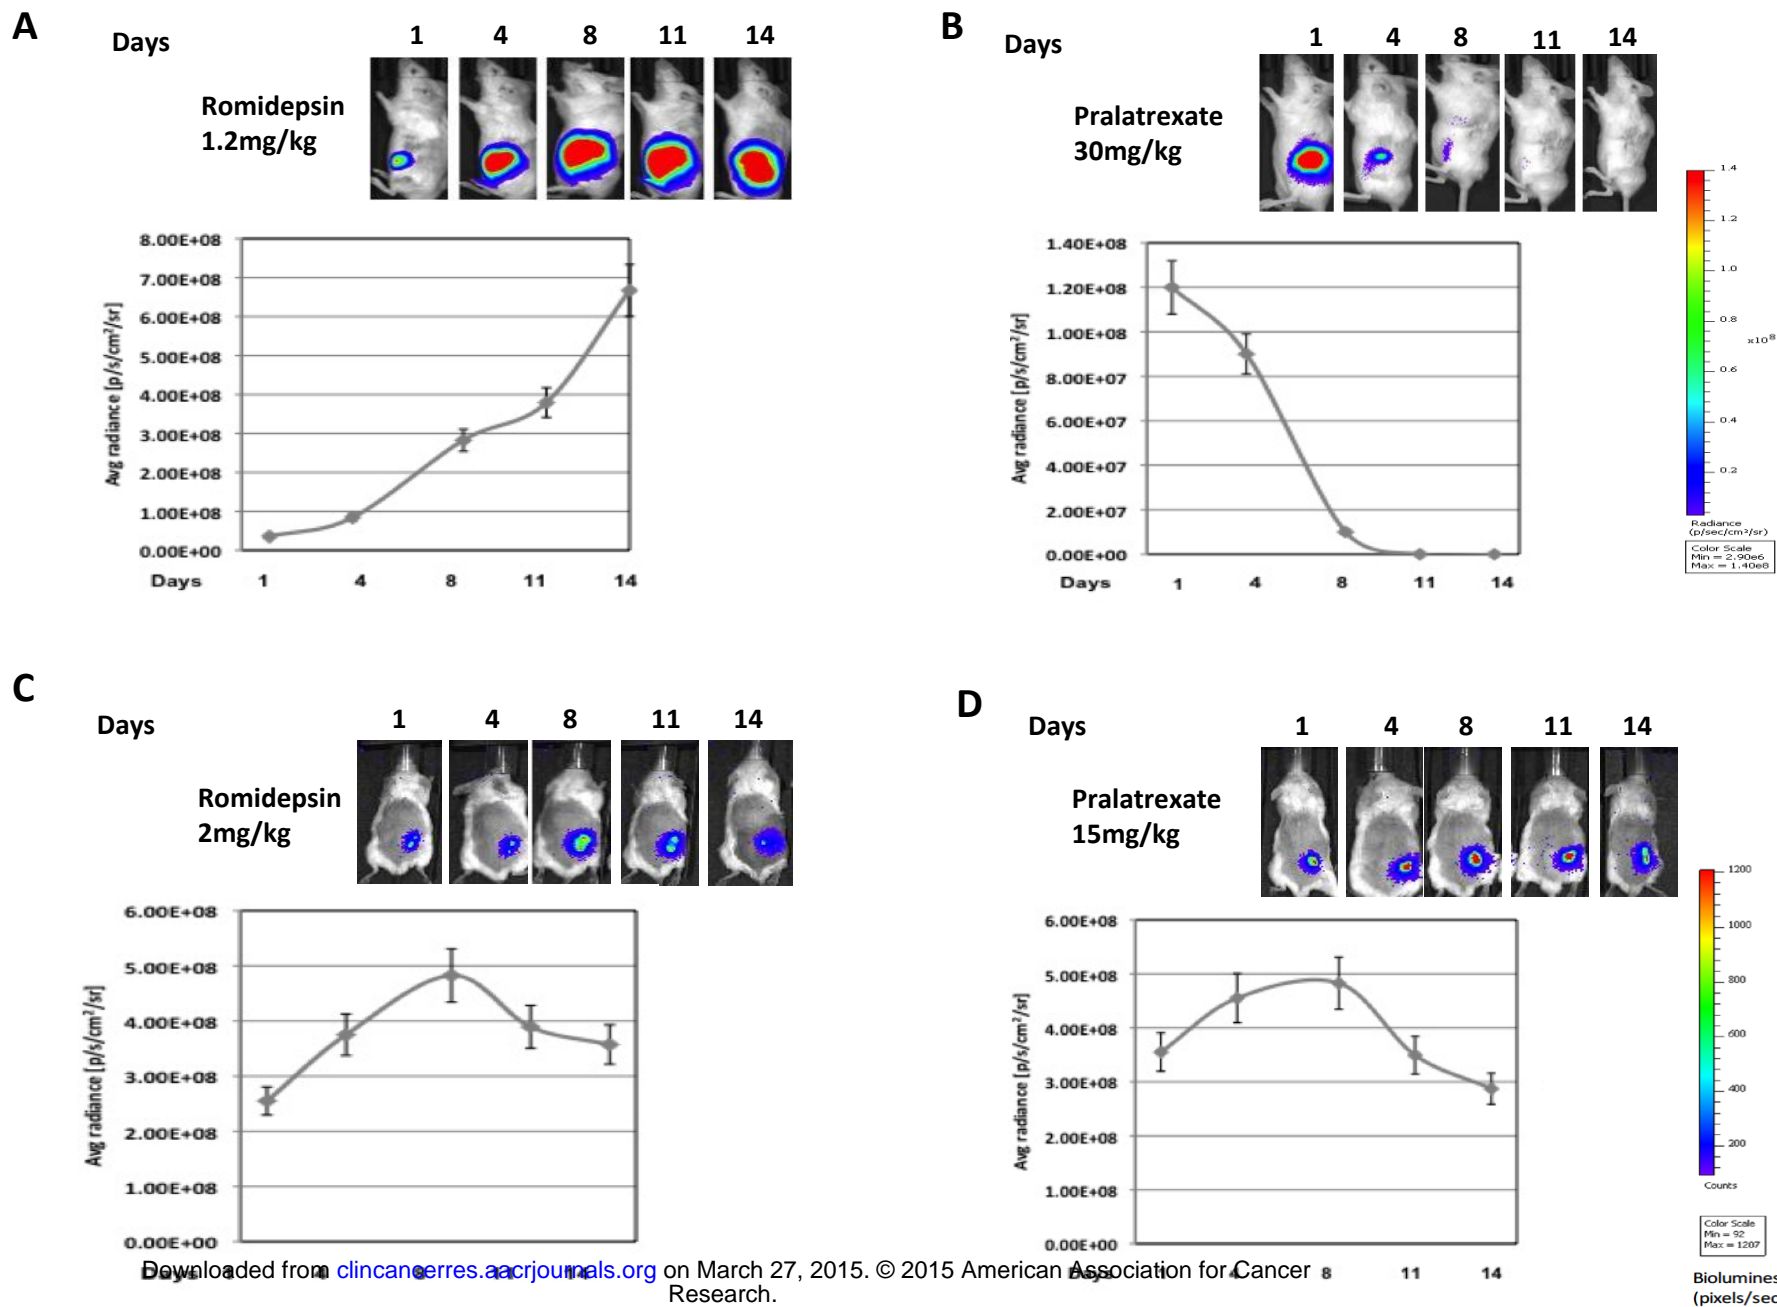 A
Days 1 4 8 11 14
Romidepsin
1.2mg/kg
8.00E+08
7.00E+08
6.00E+08
5.00E+08
4.00E+08
3.00E+08
2.00E+08
1.00E+08
0.00E+00
Avg radiance [p/s/cm²/sr]
Days 1 4 8 11 14
B
Days 1 4 8 11 14
Pralatrexate
30mg/kg
1.40E+08
1.20E+08
1.00E+08
8.00E+07
6.00E+07
4.00E+07
2.00E+07
0.00E+00
Avg radiance [p/s/cm²/sr]
Days 1 4 8 11 14
1.4
1.2
1.0
0.8
x10⁸
0.6
0.4
0.2
Radiance
(p/sec/cm²/sr)
Color Scale
Min = 2.90e6
Max = 1.40e8
C
Days 1 4 8 11 14
Romidepsin
2mg/kg
6.00E+08
5.00E+08
4.00E+08
3.00E+08
2.00E+08
1.00E+08
0.00E+00
Avg radiance [p/s/cm²/sr]
D
Days 1 4 8 11 14
Pralatrexate
15mg/kg
6.00E+08
5.00E+08
4.00E+08
3.00E+08
2.00E+08
1.00E+08
0.00E+00
Avg radiance [p/s/cm²/sr]
8 11 14
1200
1000
800
600
400
200
Counts
Color Scale
Min = 92
Max = 1207
Biolumines
(pixels/sec
Downloaded from clincancerres.aacrjournals.org on March 27, 2015. © 2015 American Association for Cancer
Research.